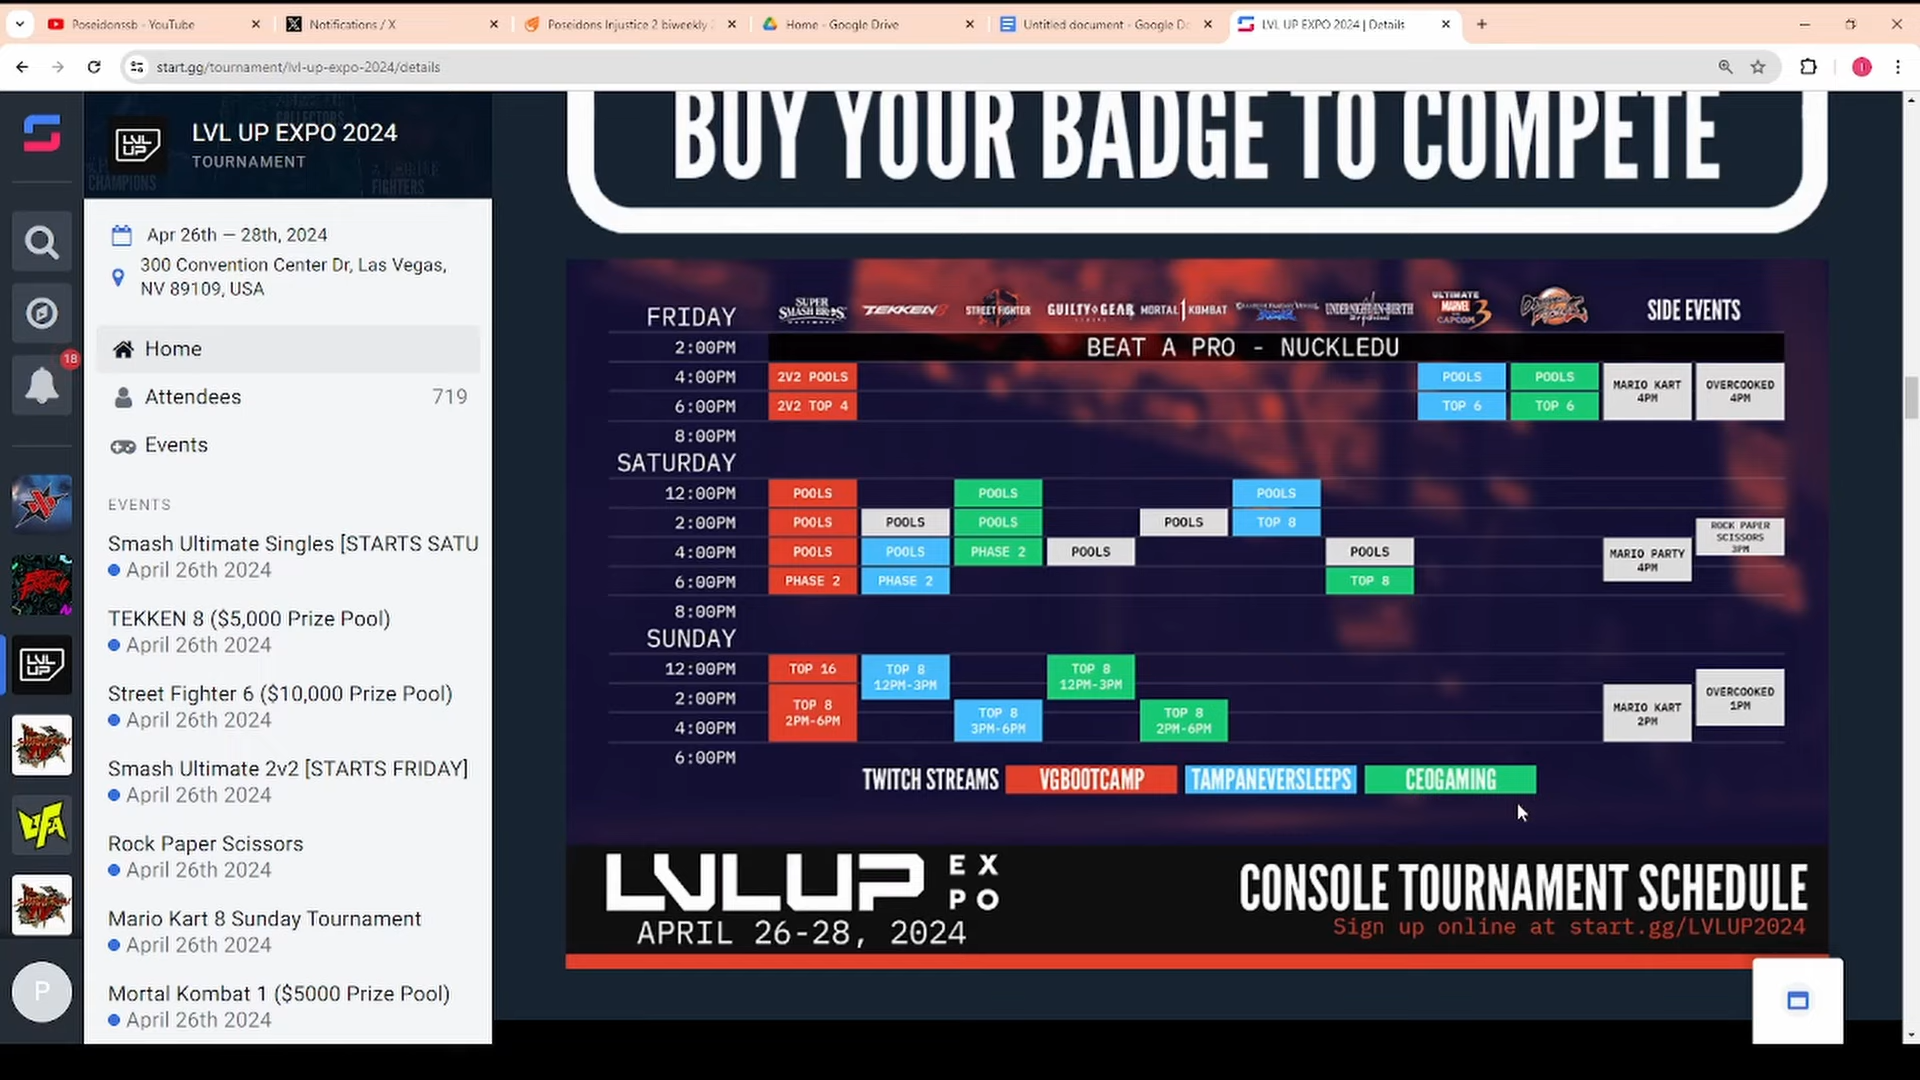 Poseidonssb - YouTube
Notifications / X
Poseidons Injustice 2 biweekly
Home - Google Drive
Untitled document - Google Do
LVL UP EXPO 2024 | Details
start.gg/tournament/lvl-up-expo-2024/details
LVL UP
LVL UP EXPO 2024
TOURNAMENT
CHAMPIONS
FIGHTERS
Apr 26th — 28th, 2024
300 Convention Center Dr, Las Vegas,
NV 89109, USA
Home
18
Attendees 719
Events
EVENTS
Smash Ultimate Singles [STARTS SATU
April 26th 2024
TEKKEN 8 ($5,000 Prize Pool)
April 26th 2024
LVL UP
Street Fighter 6 ($10,000 Prize Pool)
April 26th 2024
Smash Ultimate 2v2 [STARTS FRIDAY]
April 26th 2024
Rock Paper Scissors
April 26th 2024
Mario Kart 8 Sunday Tournament
April 26th 2024
Mortal Kombat 1 ($5000 Prize Pool)
April 26th 2024
P
BUY YOUR BADGE TO COMPETE
FRIDAY SUPER SMASH BROS TEKKEN 8 STREET FIGHTER GUILTY GEAR MORTAL KOMBAT 1 UNDER NIGHT IN-BIRTH ULTIMATE MARVEL VS CAPCOM 3 SIDE EVENTS
2:00PM BEAT A PRO - NUCKLEDU
4:00PM 2V2 POOLS POOLS POOLS MARIO KART 4PM OVERCOOKED 4PM
6:00PM 2V2 TOP 4 TOP 6 TOP 6
8:00PM
SATURDAY
12:00PM POOLS POOLS POOLS
2:00PM POOLS POOLS POOLS POOLS TOP 8 ROCK PAPER SCISSORS 3PM
4:00PM POOLS POOLS PHASE 2 POOLS POOLS MARIO PARTY 4PM
6:00PM PHASE 2 PHASE 2 TOP 8
8:00PM
SUNDAY
12:00PM TOP 16 TOP 8 12PM-3PM TOP 8 12PM-3PM OVERCOOKED 1PM
2:00PM TOP 8 2PM-6PM TOP 8 3PM-6PM TOP 8 2PM-6PM MARIO KART 2PM
4:00PM
6:00PM
TWITCH STREAMS VGBOOTCAMP TAMPANEVERSLEEPS CEOGAMING
LVLUP EXPO
APRIL 26-28, 2024
CONSOLE TOURNAMENT SCHEDULE
Sign up online at start.gg/LVLUP2024